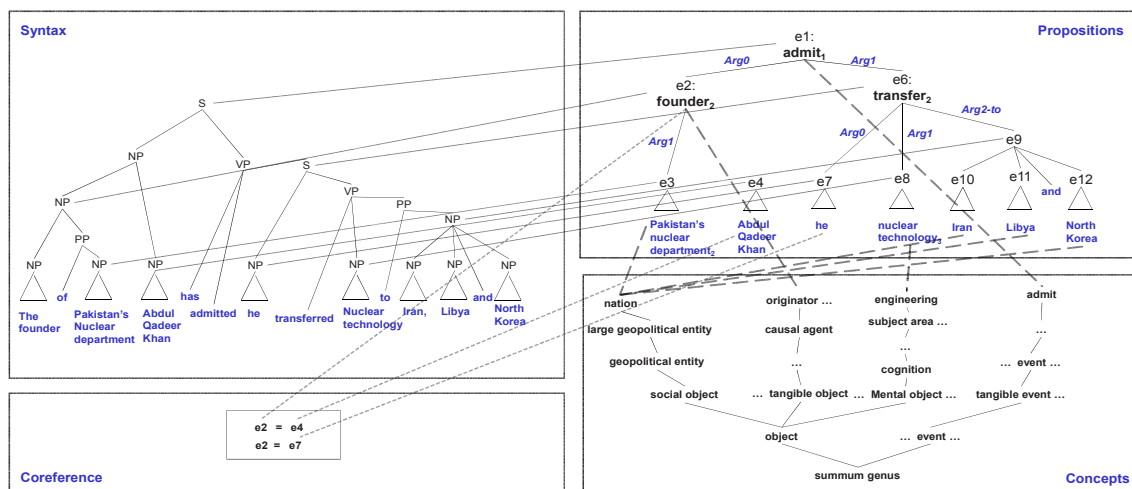 Syntax
S
NP
VP
S
NP
VP
PP
PP
NP
NP
NP
NP
NP
NP
NP
NP
NP
of
has
to
and
The
founder
Pakistan's
Nuclear
department
Abdul
Qadeer
Khan
admitted
he
transferred
Nuclear
technology
Iran,
Libya
North
Korea
Propositions
e1:
admit1
Arg0
Arg1
e2:
founder2
e6:
transfer2
Arg1
Arg0
Arg1
Arg2-to
e9
e3
e4
e7
e8
e10
e11
and
e12
Pakistan's
nuclear
department2
Abdul
Qadeer
Khan
he
nuclear
technology3
Iran
Libya
North
Korea
Coreference
e2 = e4
e2 = e7
Concepts
nation
originator …
engineering
admit
large geopolitical entity
causal agent
subject area …
…
geopolitical entity
…
…
… event …
cognition
social object
… tangible object …
Mental object …
tangible event …
object
… event …
summum genus